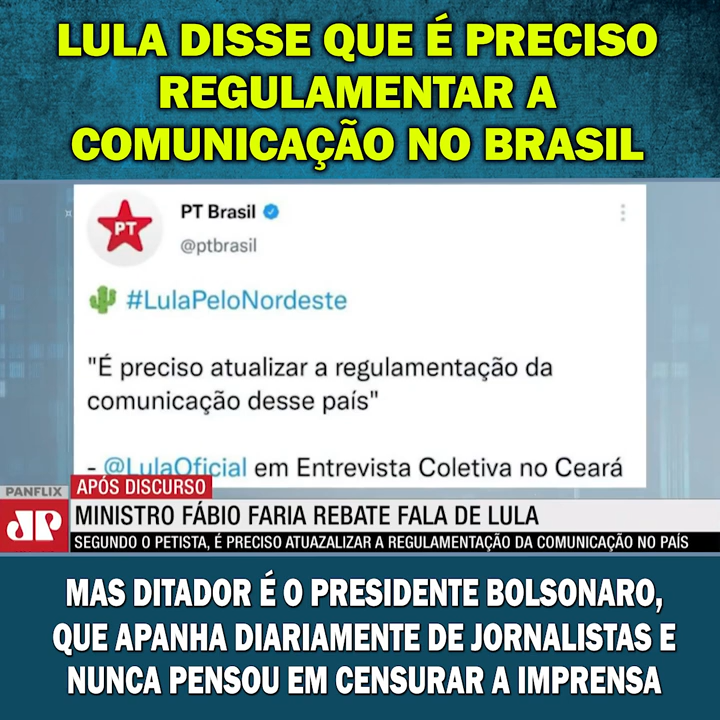 LULA DISSE QUE É PRECISO
REGULAMENTAR A
COMUNICAÇÃO NO BRASIL
PT Brasil
PT
@ptbrasil
#LulaPeloNordeste
"É preciso atualizar a regulamentação da
comunicação desse país"
- @LulaOficial em Entrevista Coletiva no Ceará
PANFLIX
APÓS DISCURSO
JP
MINISTRO FÁBIO FARIA REBATE FALA DE LULA
SEGUNDO O PETISTA, É PRECISO ATUAZALIZAR A REGULAMENTAÇÃO DA COMUNICAÇÃO NO PAÍS
MAS DITADOR É O PRESIDENTE BOLSONARO,
QUE APANHA DIARIAMENTE DE JORNALISTAS E
NUNCA PENSOU EM CENSURAR A IMPRENSA